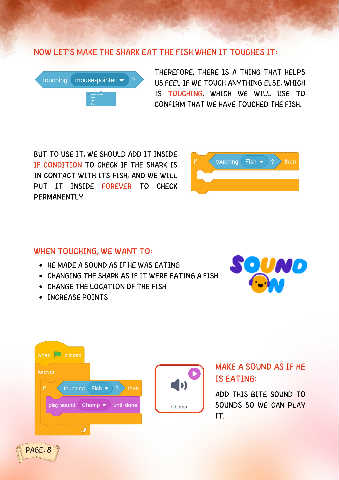 NOW LET'S MAKE THE SHARK EAT THE FISH WHEN IT TOUCHES IT:
touching mouse-pointer ?
THEREFORE, THERE IS A THING THAT HELPS
US FEEL IF WE TOUCH ANYTHING ELSE, WHICH
IS TOUCHING, WHICH WE WILL USE TO
CONFIRM THAT WE HAVE TOUCHED THE FISH.
BUT TO USE IT, WE SHOULD ADD IT INSIDE
IF CONDITION TO CHECK IF THE SHARK IS
IN CONTACT WITH ITS FISH, AND WE WILL
PUT IT INSIDE FOREVER TO CHECK
PERMANENTLY
if touching Fish ? then
WHEN TOUCHING, WE WANT TO:
HE MADE A SOUND AS IF HE WAS EATING
CHANGING THE SHARK AS IF IT WERE EATING A FISH
CHANGE THE LOCATION OF THE FISH
INCREASE POINTS
SOUND
ON
when clicked
forever
if touching Fish ? then
play sound Chomp until done
MAKE A SOUND AS IF HE
IS EATING:
ADD THIS BITE SOUND TO
SOUNDS SO WE CAN PLAY
IT.
PAGE: 8